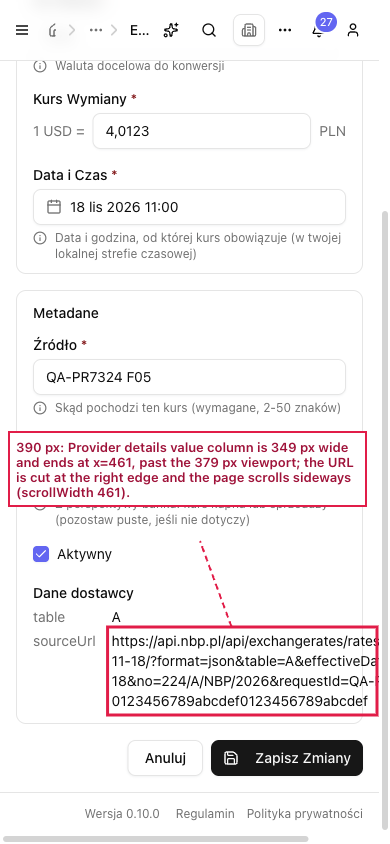 E...
27
Waluta docelowa do konwersji
Kurs Wymiany *
1 USD = 4,0123 PLN
Data i Czas *
18 lis 2026 11:00
Data i godzina, od której kurs obowiązuje (w twojej
lokalnej strefie czasowej)
Metadane
Źródło *
QA-PR7324 F05
Skąd pochodzi ten kurs (wymagane, 2-50 znaków)
390 px: Provider details value column is 349 px wide
and ends at x=461, past the 379 px viewport; the URL
is cut at the right edge and the page scrolls sideways
(scrollWidth 461).
(pozostaw puste, jeśli nie dotyczy)
Aktywny
Dane dostawcy
table A
sourceUrl https://api.nbp.pl/api/exchangerates/rates
11-18/?format=json&table=A&effectiveDa
18&no=224/A/NBP/2026&requestId=QA-
0123456789abcdef0123456789abcdef
Anuluj
Zapisz Zmiany
Wersja 0.10.0 Regulamin Polityka prywatności